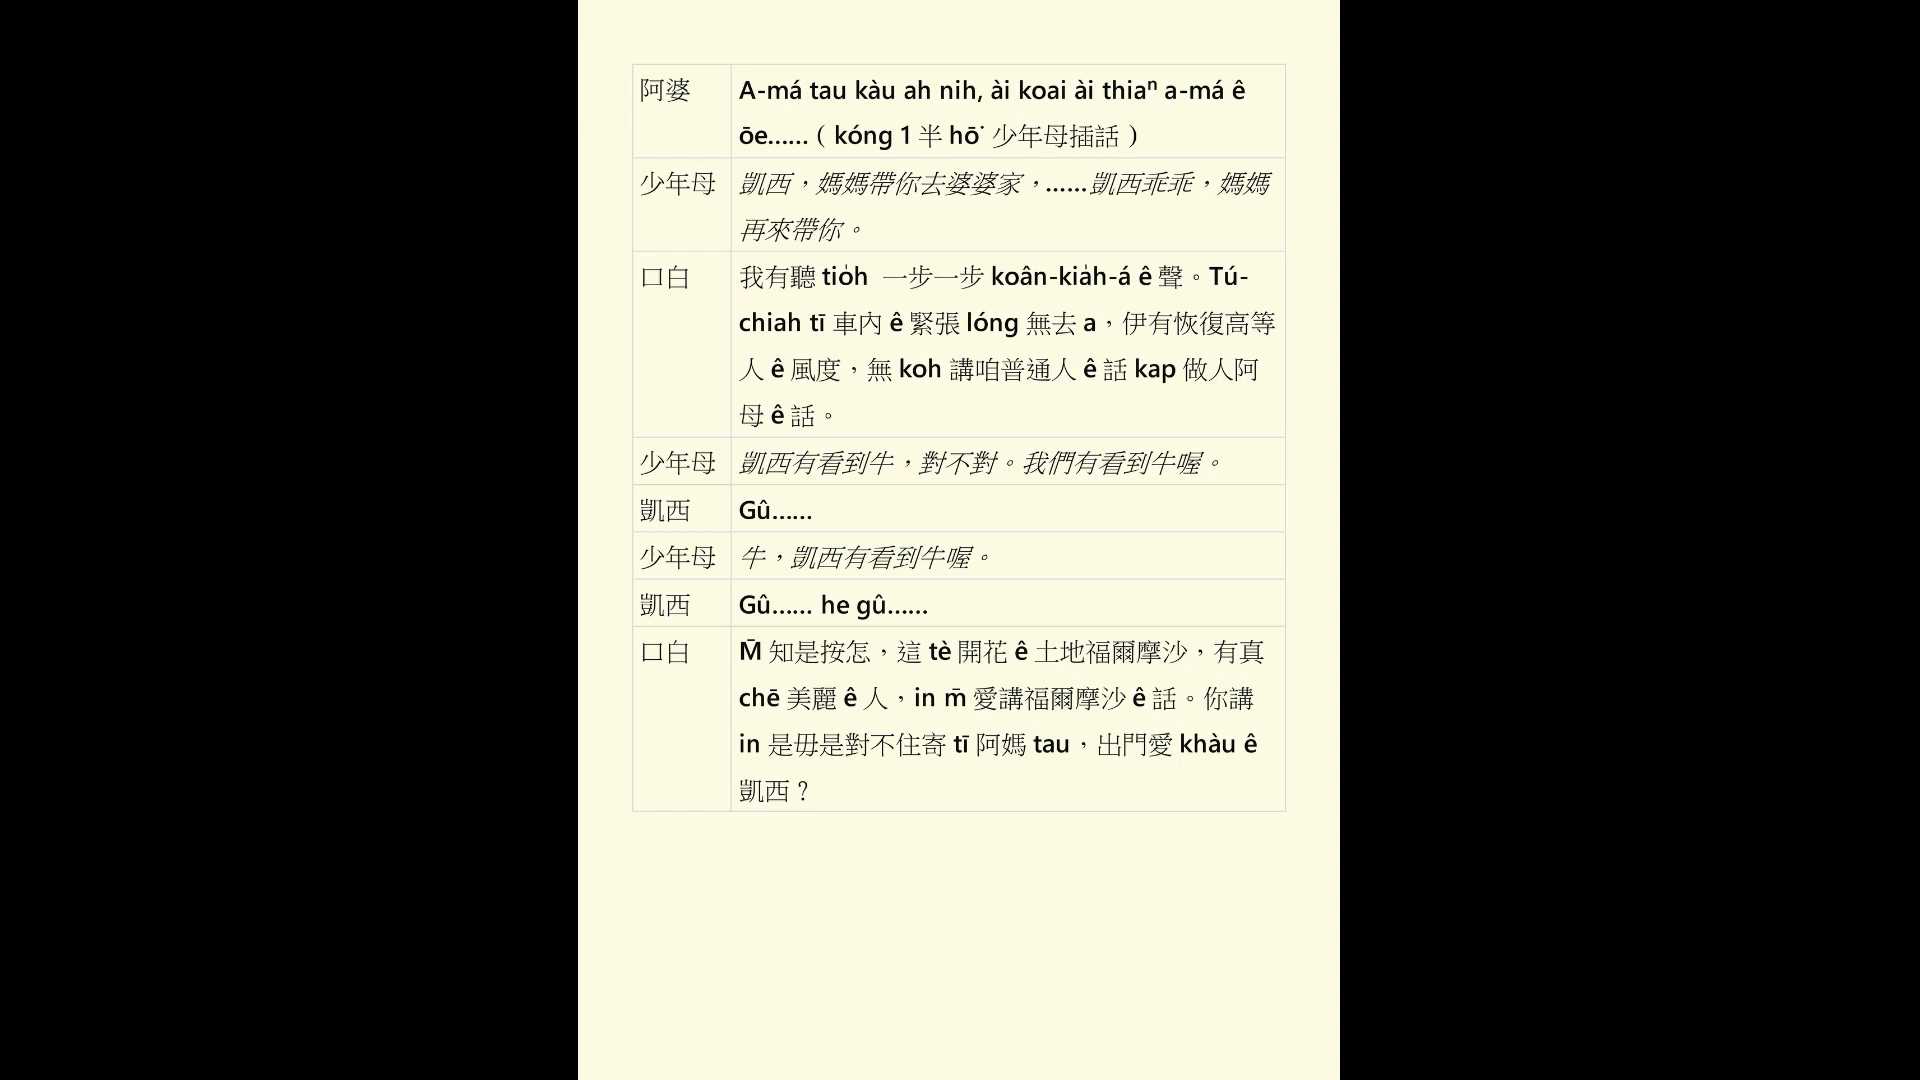 阿婆 A-má tau kàu ah nih, ài koai ài thiaⁿ a-má ê
ōe……（kóng 1 半 hō͘ 少年母插話）
少年母 凱西，媽媽帶你去婆婆家，……凱西乖乖，媽媽
再來帶你。
口白 我有聽 tio̍h 一步一步 koân-kia̍h-á ê 聲。Tú-
chiah tī 車內 ê 緊張 lóng 無去 a，伊有恢復高等
人 ê 風度，無 koh 講咱普通人 ê 話 kap 做人阿
母 ê 話。
少年母 凱西有看到牛，對不對。我們有看到牛喔。
凱西 Gû……
少年母 牛，凱西有看到牛喔。
凱西 Gû…… he gû……
口白 M̄ 知是按怎，這 tè 開花 ê 土地福爾摩沙，有真
chē 美麗 ê 人，in m̄ 愛講福爾摩沙 ê 話。你講
in 是毋是對不住寄 tī 阿媽 tau，出門愛 khàu ê
凱西？